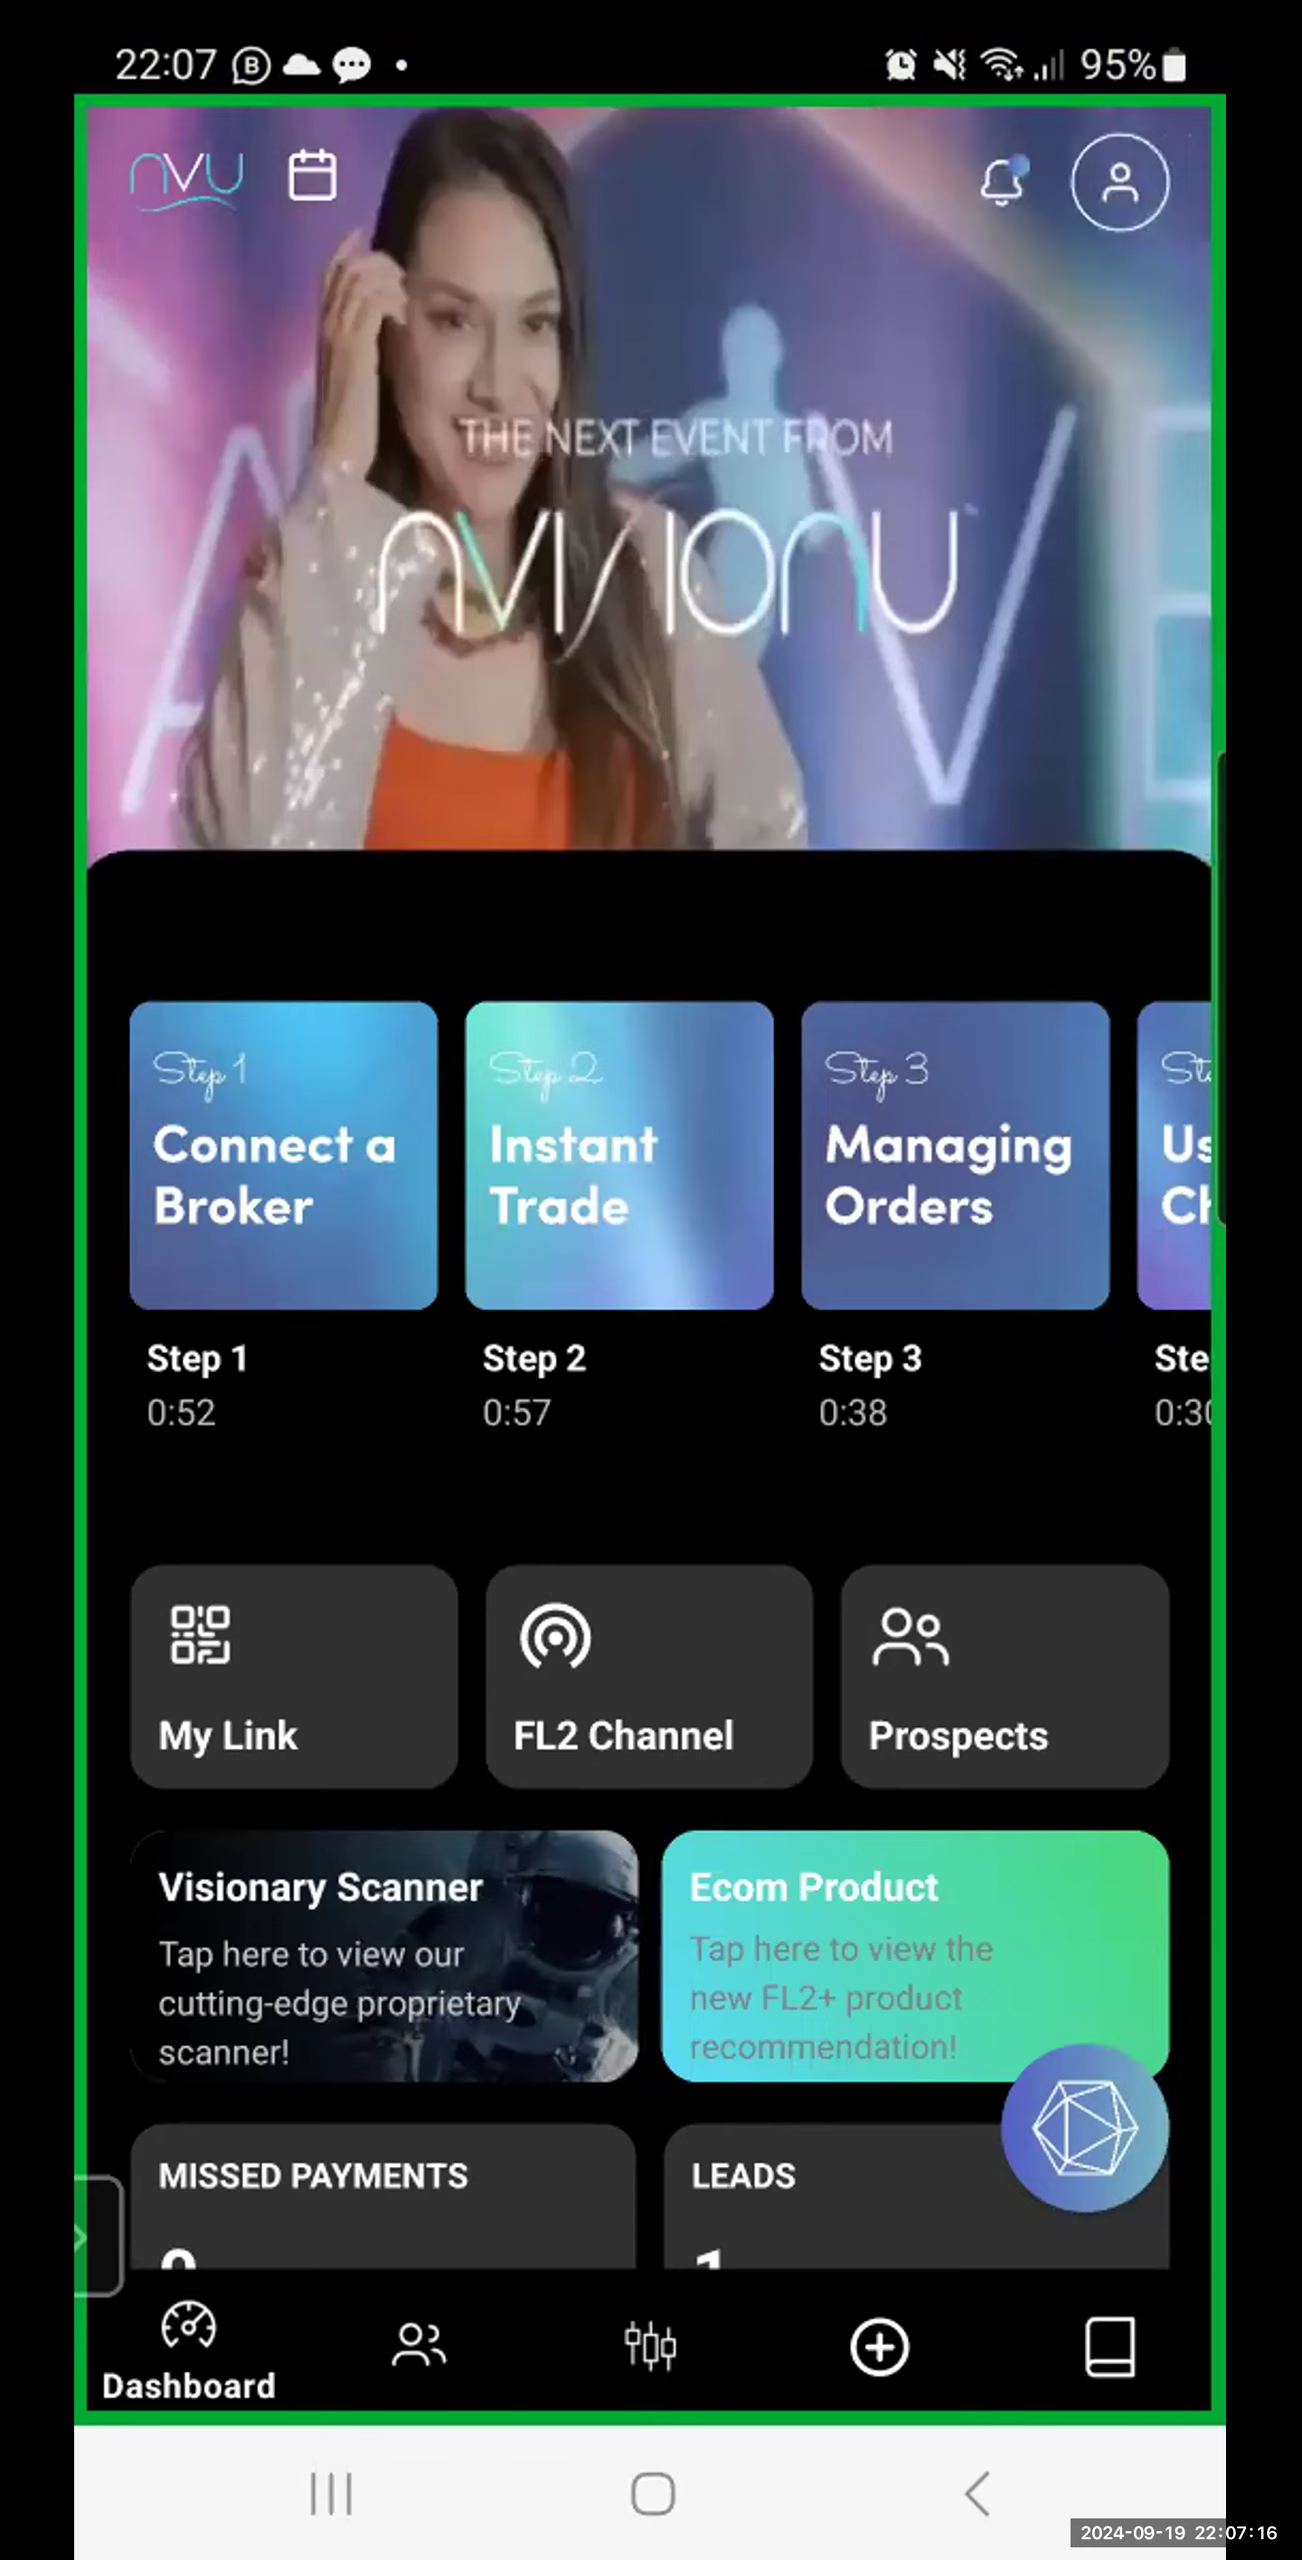 22:07
95%
nvu
THE NEXT EVENT FROM
nvisionu
Step 1
Connect a
Broker
Step 2
Instant
Trade
Step 3
Managing
Orders
Step 1
0:52
Step 2
0:57
Step 3
0:38
My Link
FL2 Channel
Prospects
Visionary Scanner
Tap here to view our
cutting-edge proprietary
scanner!
Ecom Product
Tap here to view the
new FL2+ product
recommendation!
MISSED PAYMENTS
LEADS
Dashboard
2024-09-19 22:07:16